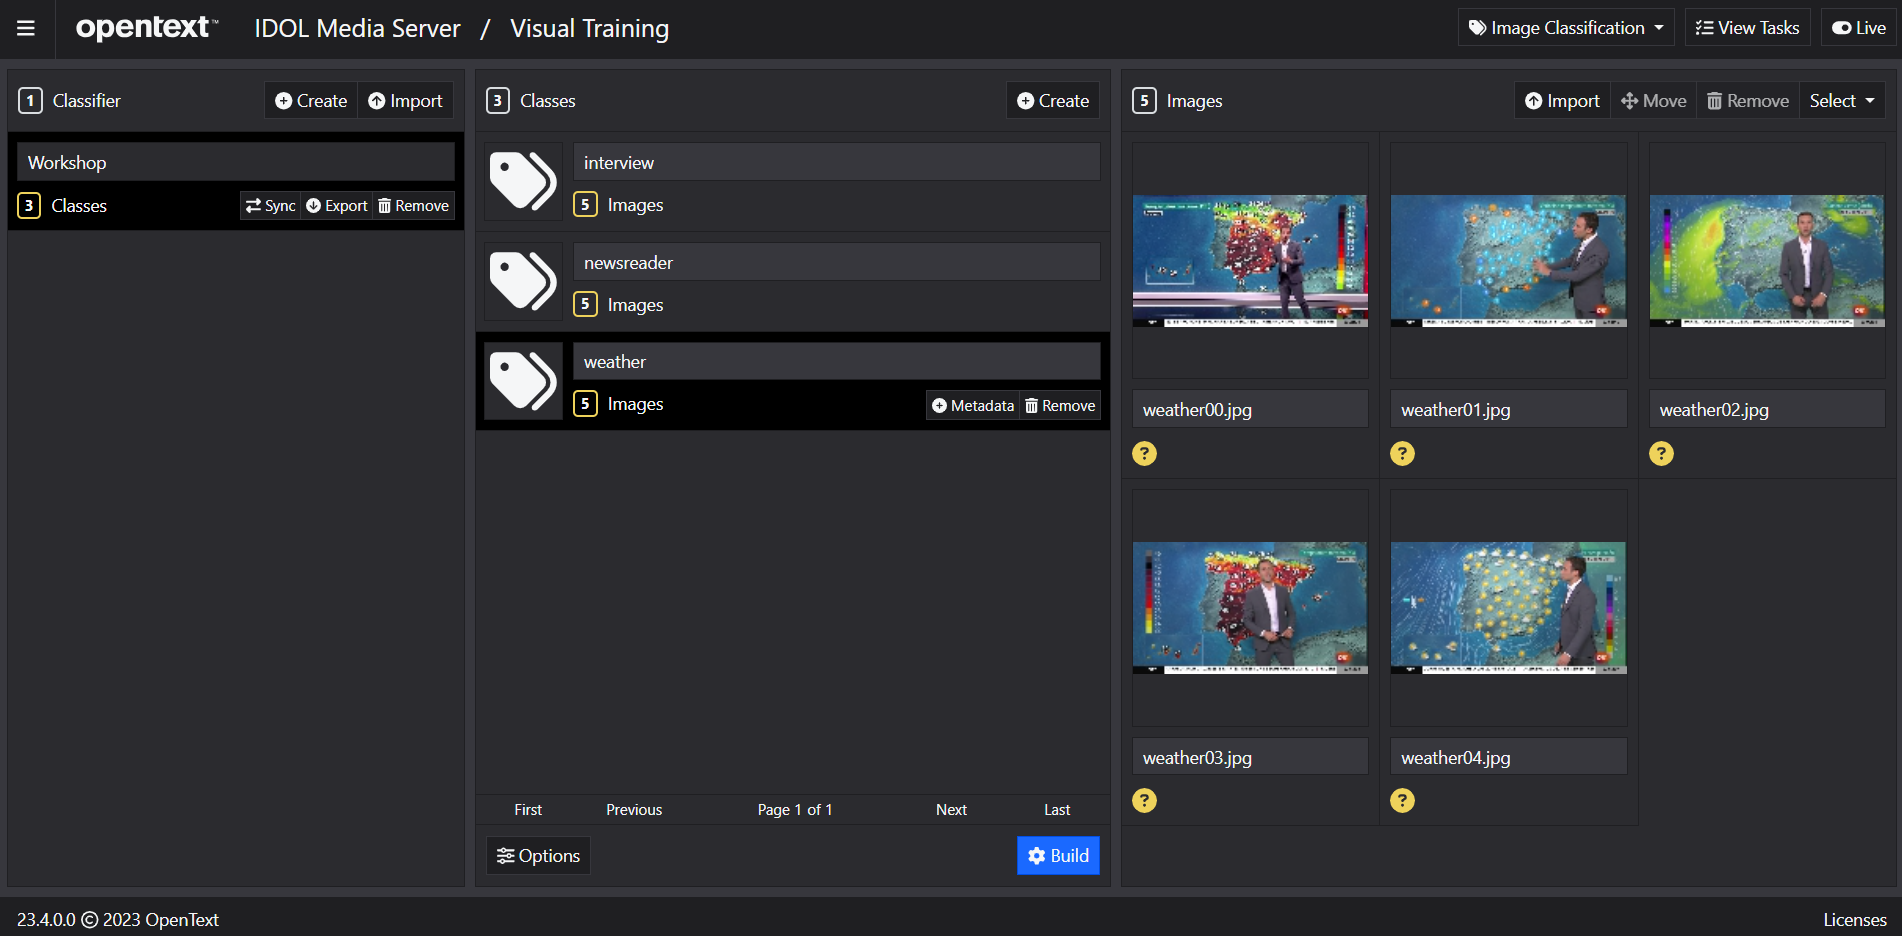 opentext™
IDOL Media Server / Visual Training
Image Classification
View Tasks
Live
1 Classifier
Create
Import
Workshop
3 Classes
Sync
Export
Remove
3 Classes
Create
interview
5 Images
newsreader
5 Images
weather
5 Images
Metadata
Remove
First Previous Page 1 of 1 Next Last
Options
Build
5 Images
Import
Move
Remove
Select
weather00.jpg
?
weather01.jpg
?
weather02.jpg
?
weather03.jpg
?
weather04.jpg
?
23.4.0.0 © 2023 OpenText
Licenses